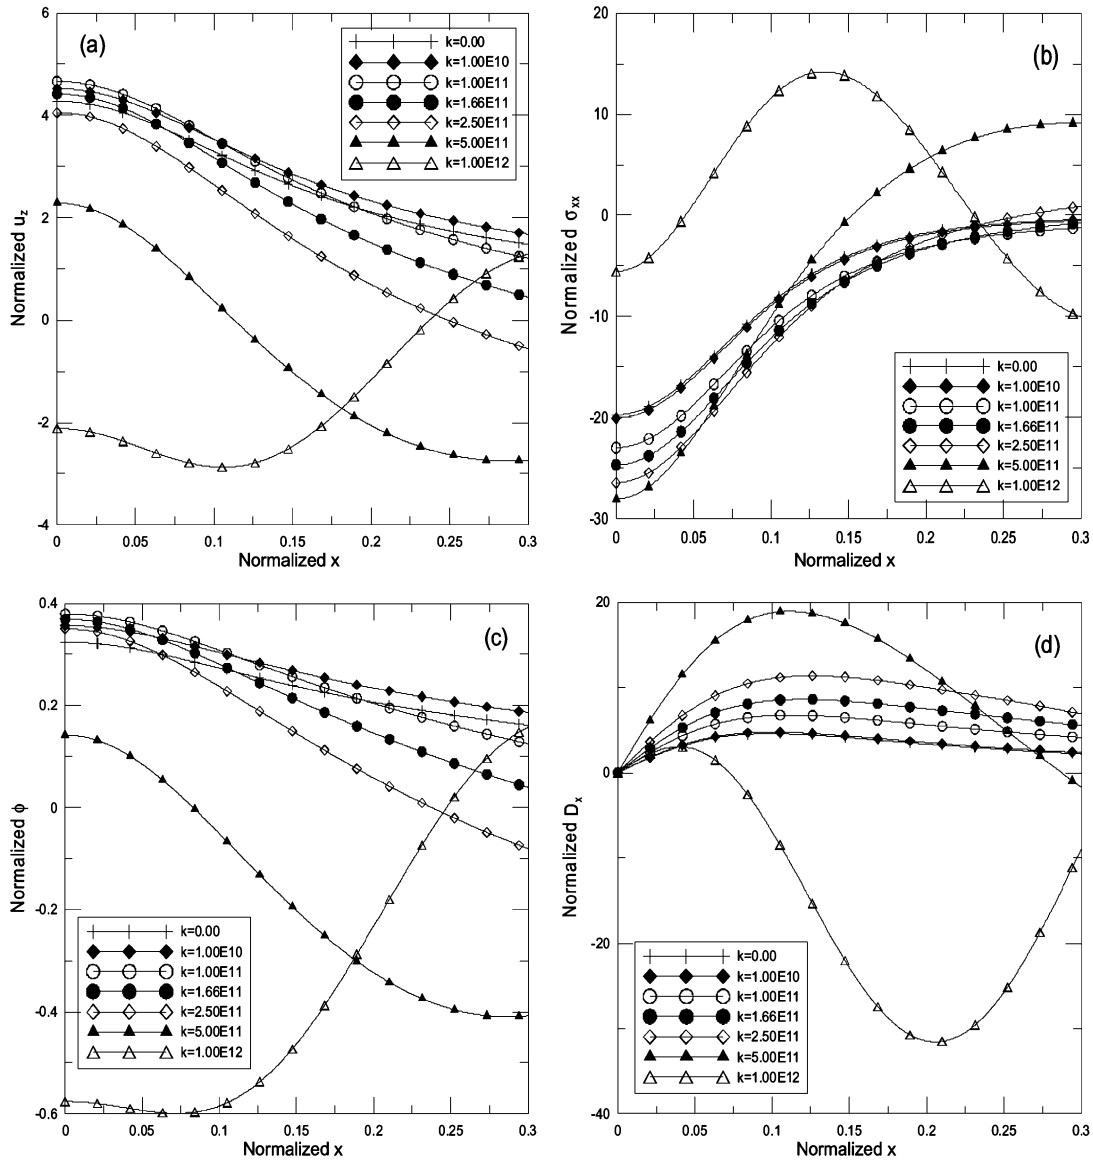 (a)
k=0.00
k=1.00E10
k=1.00E11
k=1.66E11
k=2.50E11
k=5.00E11
k=1.00E12
6
4
2
0
-2
-4
Normalized uz
0 0.05 0.1 0.15 0.2 0.25 0.3
Normalized x
(b)
20
10
0
-10
-20
-30
Normalized σxx
k=0.00
k=1.00E10
k=1.00E11
k=1.66E11
k=2.50E11
k=5.00E11
k=1.00E12
0 0.05 0.1 0.15 0.2 0.25 0.3
Normalized x
(c)
0.4
0.2
0
-0.2
-0.4
-0.6
Normalized ϕ
k=0.00
k=1.00E10
k=1.00E11
k=1.66E11
k=2.50E11
k=5.00E11
k=1.00E12
0 0.05 0.1 0.15 0.2 0.25 0.3
Normalized x
(d)
20
0
-20
-40
Normalized Dx
k=0.00
k=1.00E10
k=1.00E11
k=1.66E11
k=2.50E11
k=5.00E11
k=1.00E12
0 0.05 0.1 0.15 0.2 0.25 0.3
Normalized x